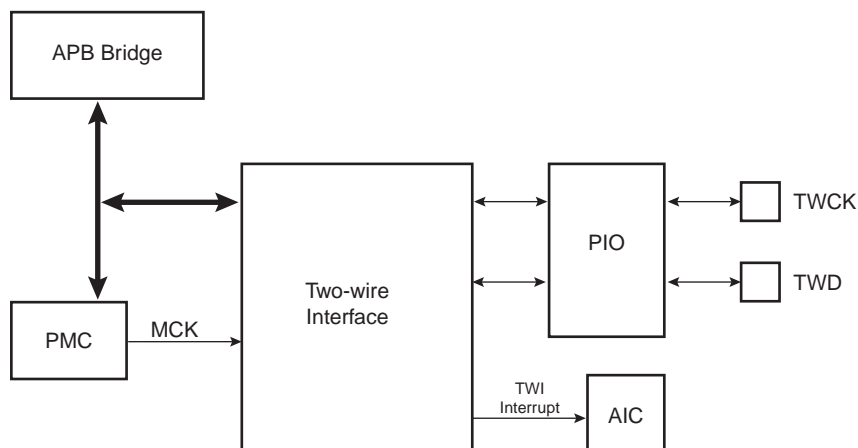 APB Bridge
TWCK
PIO
Two-wire
Interface
TWD
PMC
MCK
TWI
Interrupt
AIC